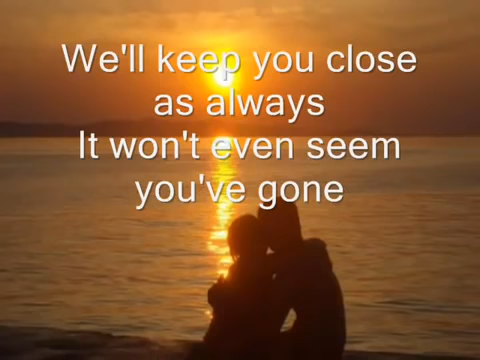 We'll keep you close
as always
It won't even seem
you've gone